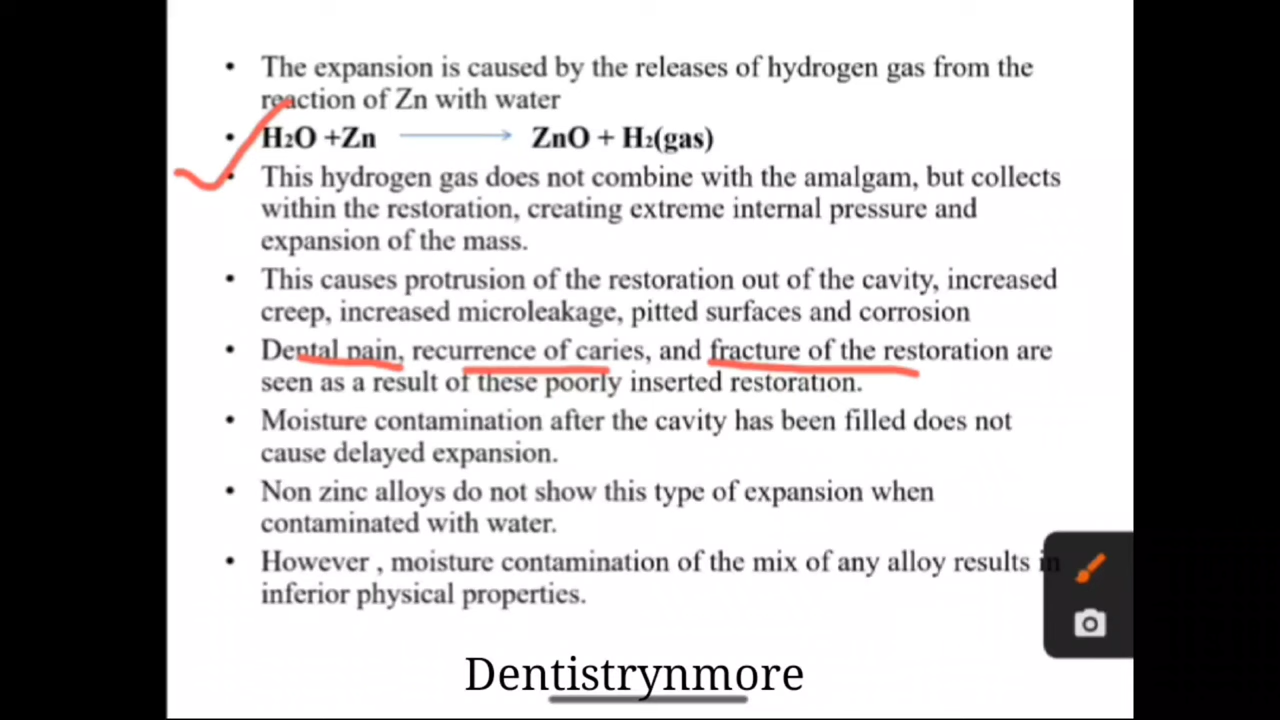 • The expansion is caused by the releases of hydrogen gas from the
reaction of Zn with water
• H₂O +Zn → ZnO + H₂(gas)
• This hydrogen gas does not combine with the amalgam, but collects
within the restoration, creating extreme internal pressure and
expansion of the mass.
• This causes protrusion of the restoration out of the cavity, increased
creep, increased microleakage, pitted surfaces and corrosion
• Dental pain, recurrence of caries, and fracture of the restoration are
seen as a result of these poorly inserted restoration.
• Moisture contamination after the cavity has been filled does not
cause delayed expansion.
• Non zinc alloys do not show this type of expansion when
contaminated with water.
• However , moisture contamination of the mix of any alloy results in
inferior physical properties.
Dentistrynmore